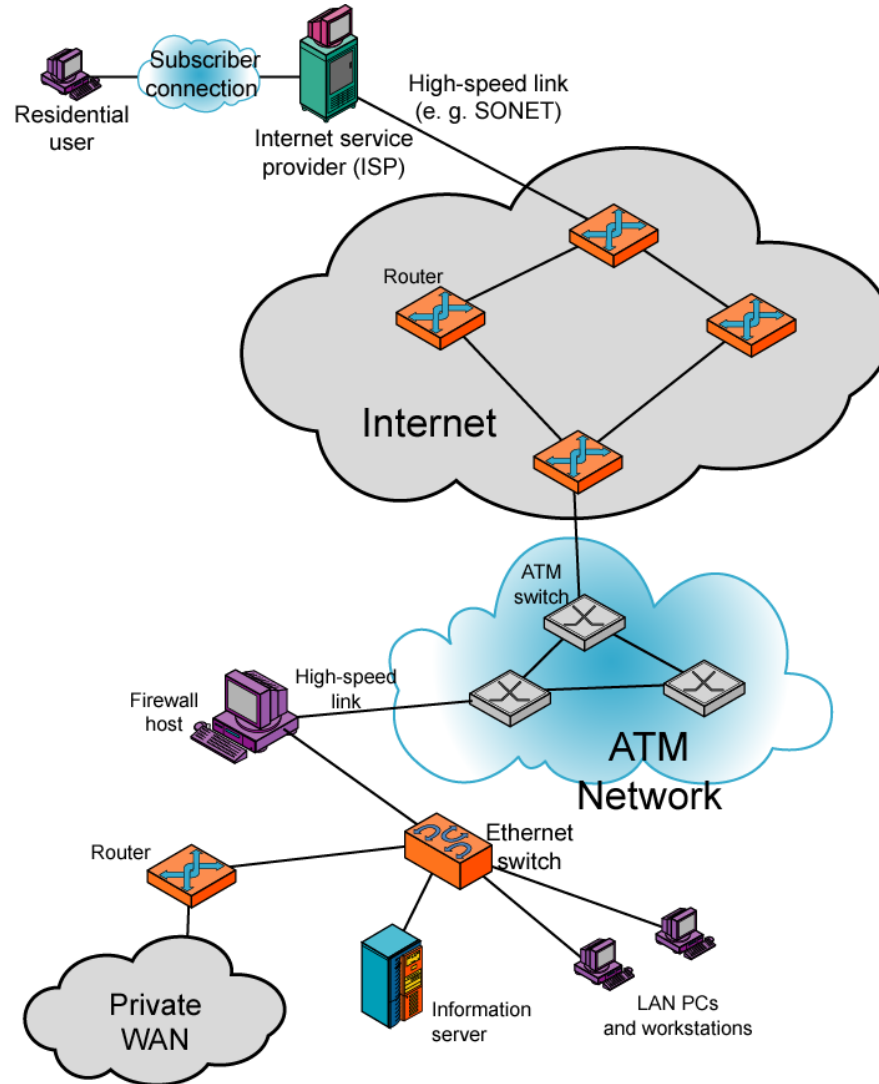 Subscriber
connection
Residential
user
Internet service
provider (ISP)
High-speed link
(e. g. SONET)
Router
Internet
ATM
switch
High-speed
link
Firewall
host
ATM
Network
Ethernet
switch
Router
Private
WAN
Information
server
LAN PCs
and workstations